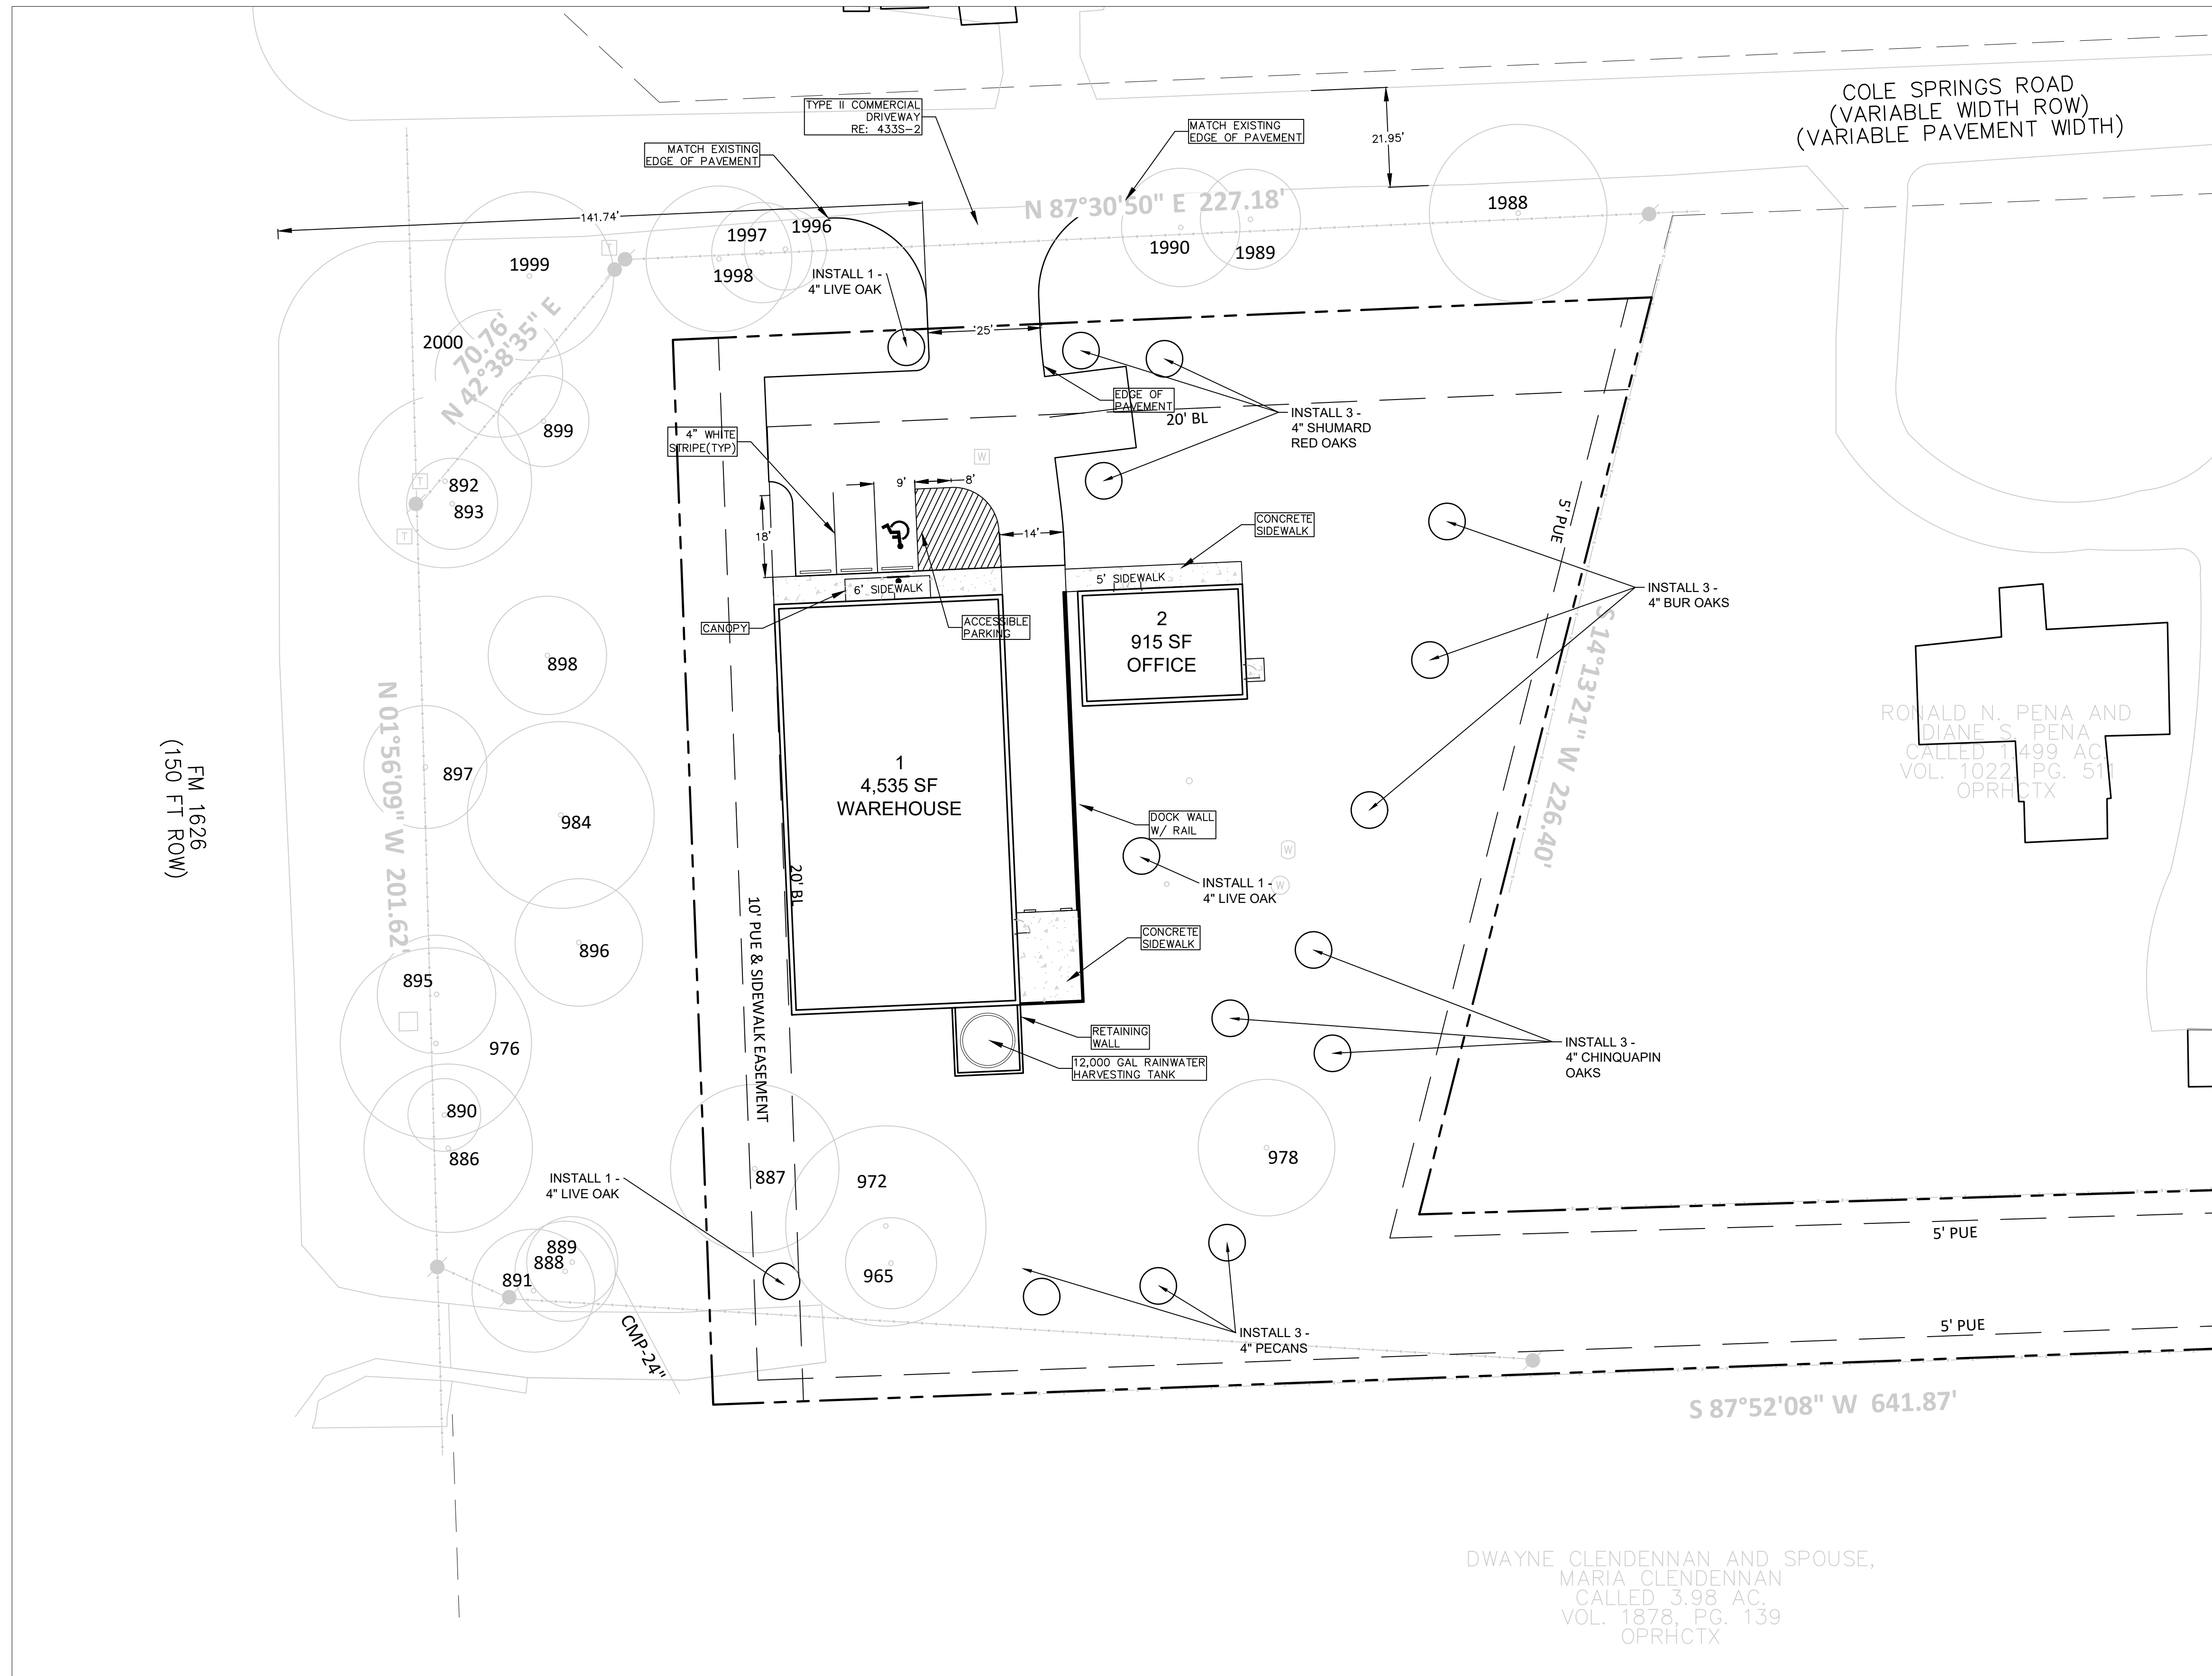 COLE SPRINGS ROAD
(VARIABLE WIDTH ROW)
(VARIABLE PAVEMENT WIDTH)
TYPE II COMMERCIAL
DRIVEWAY
RE: 433S-2
MATCH EXISTING
EDGE OF PAVEMENT
MATCH EXISTING
EDGE OF PAVEMENT
21.95'
141.74'
N 87°30'50" E 227.18'
1988
1989
1990
1996
1997
1998
1999
2000
T
70.76'
N 42°38'35" E
INSTALL 1 -
4" LIVE OAK
25'
EDGE OF
PAVEMENT
20' BL
INSTALL 3 -
4" SHUMARD
RED OAKS
4" WHITE
STRIPE(TYP)
W
9'
8'
18'
14'
899
892
893
T
T
CONCRETE
SIDEWALK
5' SIDEWALK
6' SIDEWALK
CANOPY
ACCESSIBLE
PARKING
5' PUE
INSTALL 3 -
4" BUR OAKS
S 14°13'21" W 226.40'
2
915 SF
OFFICE
1
4,535 SF
WAREHOUSE
898
897
984
896
895
976
890
886
N 01°56'09" W 201.62'
FM 1626
(150 FT ROW)
20' BL
10' PUE & SIDEWALK EASEMENT
DOCK WALL
W/ RAIL
W
W
INSTALL 1 -
4" LIVE OAK
CONCRETE
SIDEWALK
RETAINING
WALL
12,000 GAL RAINWATER
HARVESTING TANK
INSTALL 3 -
4" CHINQUAPIN
OAKS
RONALD N. PENA AND
DIANE S. PENA
CALLED 1.499 AC.
VOL. 1022, PG. 511
OPRHCTX
INSTALL 1 -
4" LIVE OAK
887
972
965
978
889
888
891
CMP-24"
INSTALL 3 -
4" PECANS
5' PUE
5' PUE
S 87°52'08" W 641.87'
DWAYNE CLENDENNAN AND SPOUSE,
MARIA CLENDENNAN
CALLED 3.98 AC.
VOL. 1878, PG. 139
OPRHCTX